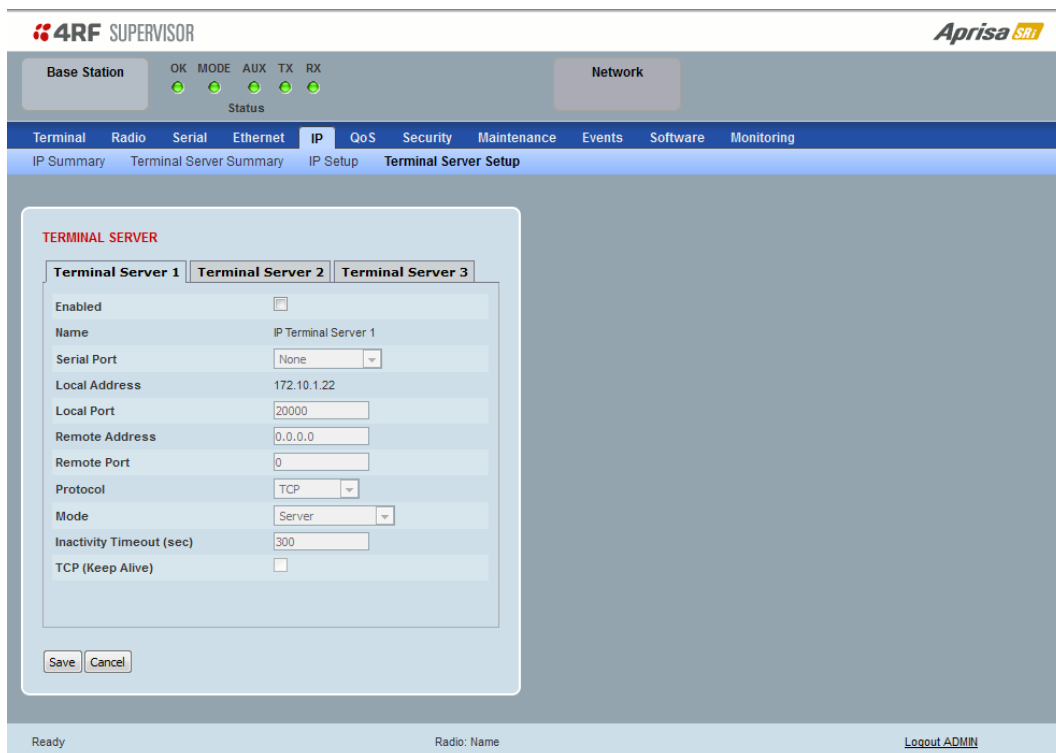 4RF SUPERVISOR
Aprisa SRi
Base Station
OK MODE AUX TX RX
Status
Network
Terminal Radio Serial Ethernet IP QoS Security Maintenance Events Software Monitoring
IP Summary Terminal Server Summary IP Setup Terminal Server Setup
TERMINAL SERVER
Terminal Server 1 Terminal Server 2 Terminal Server 3
Enabled
Name IP Terminal Server 1
Serial Port None
Local Address 172.10.1.22
Local Port 20000
Remote Address 0.0.0.0
Remote Port 0
Protocol TCP
Mode Server
Inactivity Timeout (sec) 300
TCP (Keep Alive)
Save Cancel
Ready Radio: Name Logout ADMIN